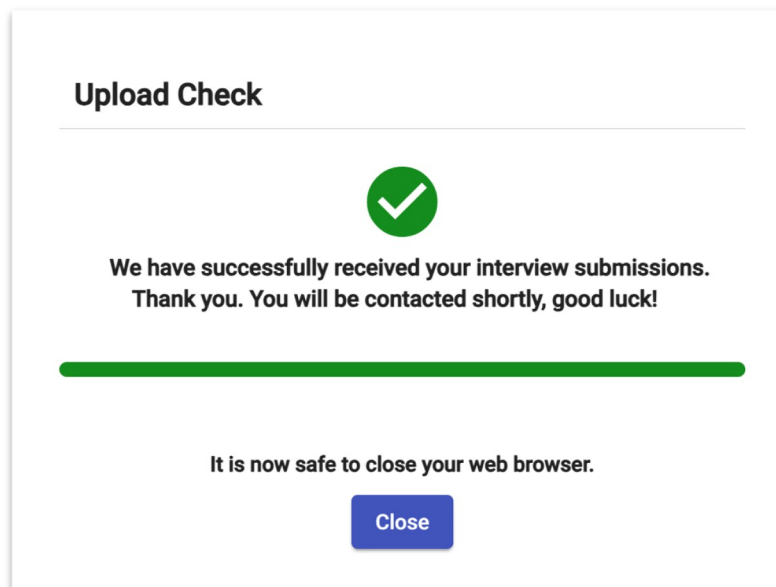 Upload Check
We have successfully received your interview submissions.
Thank you. You will be contacted shortly, good luck!
It is now safe to close your web browser.
Close